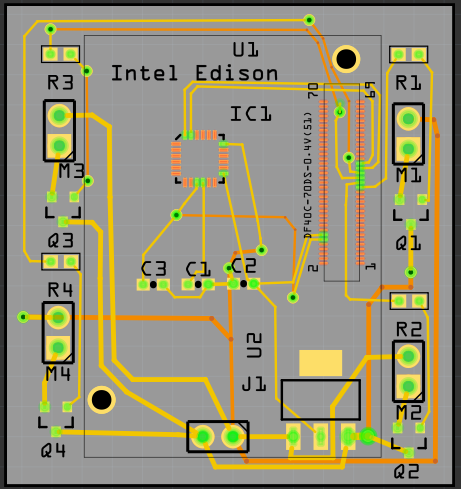 U1
Intel Edison
R3
R1
IC1
70
69
DF40C-70DS-0.4V(51)
M3
M1
Q3
Q1
2
1
C3
C1
C2
R4
U2
R2
M4
J1
M2
Q4
Q2